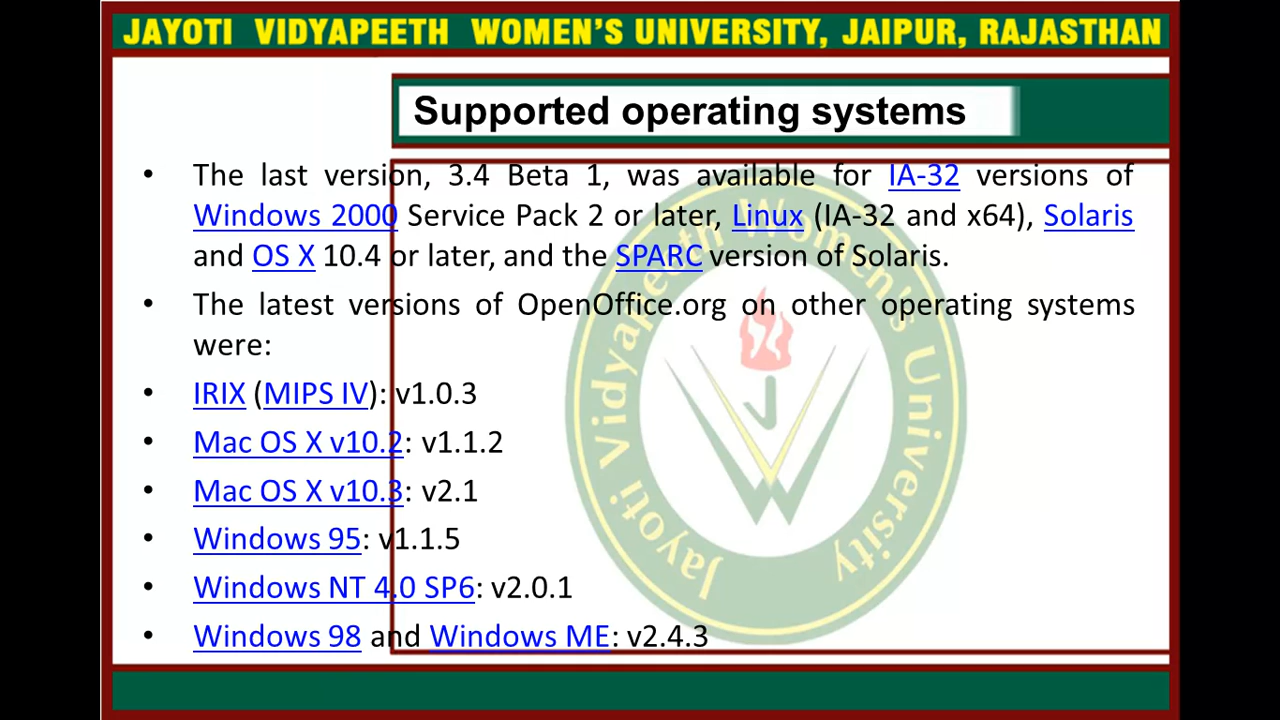 JAYOTI VIDYAPEETH WOMEN'S UNIVERSITY, JAIPUR, RAJASTHAN
Supported operating systems
• The last version, 3.4 Beta 1, was available for IA-32 versions of
Windows 2000 Service Pack 2 or later, Linux (IA-32 and x64), Solaris
and OS X 10.4 or later, and the SPARC version of Solaris.
• The latest versions of OpenOffice.org on other operating systems
were:
• IRIX (MIPS IV): v1.0.3
• Mac OS X v10.2: v1.1.2
• Mac OS X v10.3: v2.1
• Windows 95: v1.1.5
• Windows NT 4.0 SP6: v2.0.1
• Windows 98 and Windows ME: v2.4.3
Jayoti Vidyapeeth Women's University